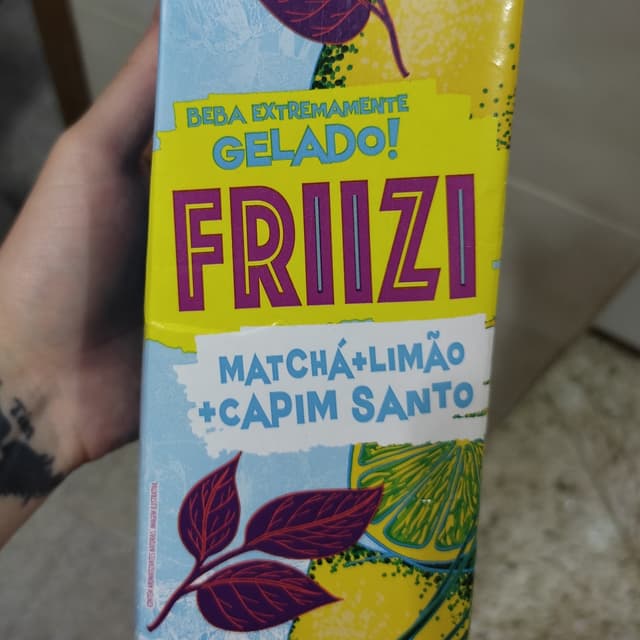 BEBA EXTREMAMENTE
GELADO!
FRIIZI
MATCHÁ+LIMÃO
+CAPIM SANTO